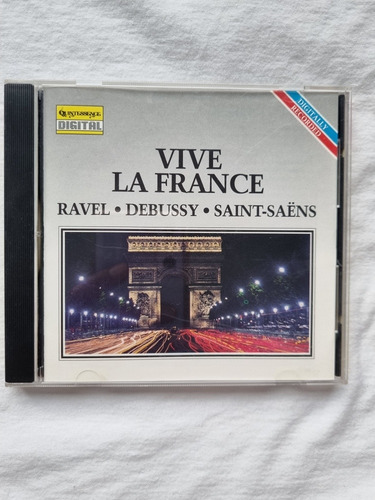 QUINTESSENCE
DIGITAL
DIGITALLY
RECORDED
VIVE
LA FRANCE
RAVEL • DEBUSSY • SAINT-SAËNS